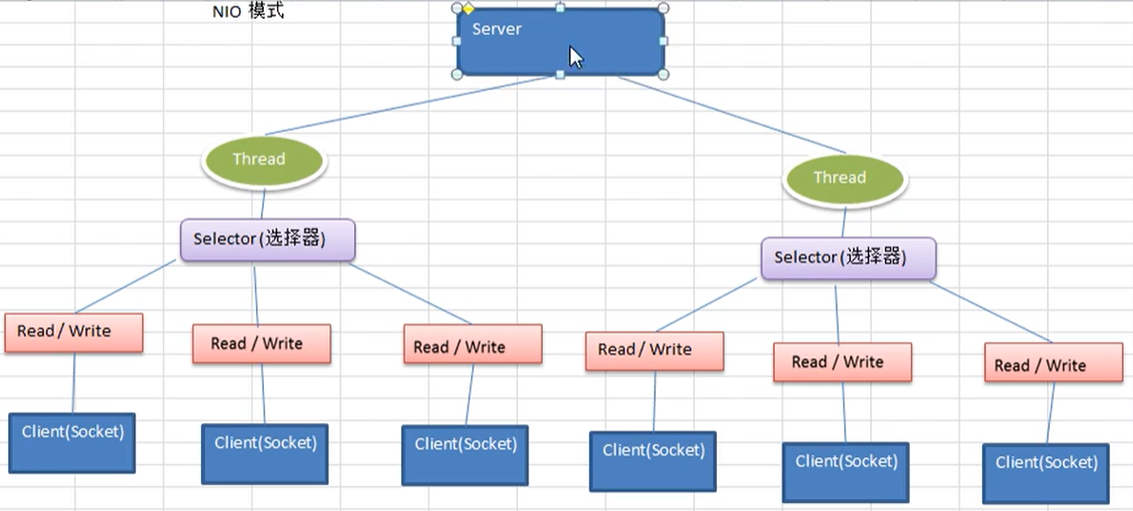 NIO 模式
Server
Thread
Thread
Selector(选择器)
Selector(选择器)
Read / Write
Read / Write
Read / Write
Read / Write
Read / Write
Read / Write
Client(Socket)
Client(Socket)
Client(Socket)
Client(Socket)
Client(Socket)
Client(Socket)